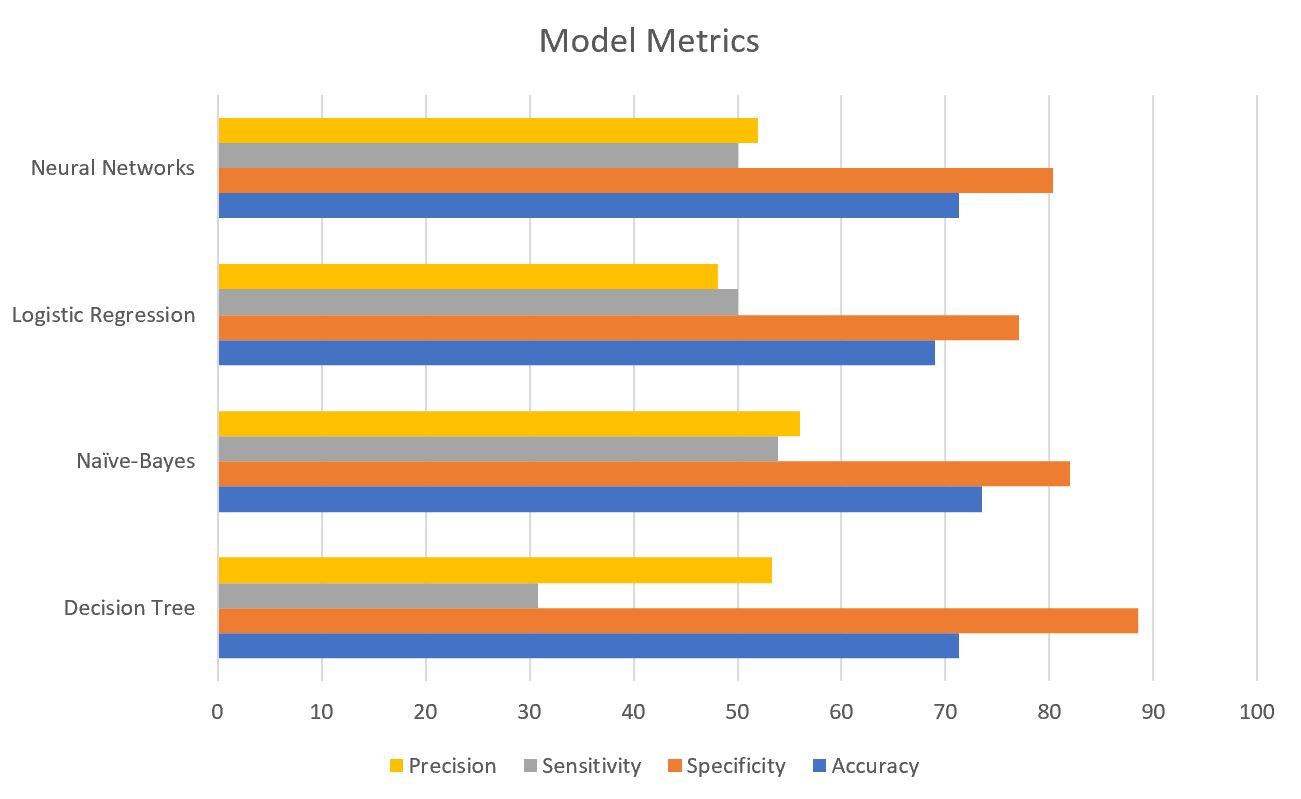 Model Metrics
Neural Networks
Logistic Regression
Naïve-Bayes
Decision Tree
0 10 20 30 40 50 60 70 80 90 100
Precision Sensitivity Specificity Accuracy